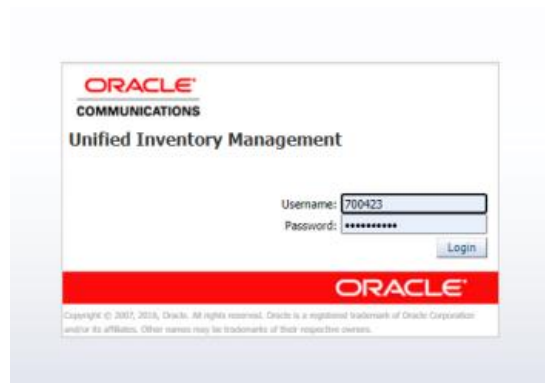 ORACLE
COMMUNICATIONS
Unified Inventory Management
Username: 700423
Password: ••••••••••
Login
ORACLE
Copyright © 2007, 2016, Oracle. All rights reserved. Oracle is a registered trademark of Oracle Corporation
and/or its affiliates. Other names may be trademarks of their respective owners.